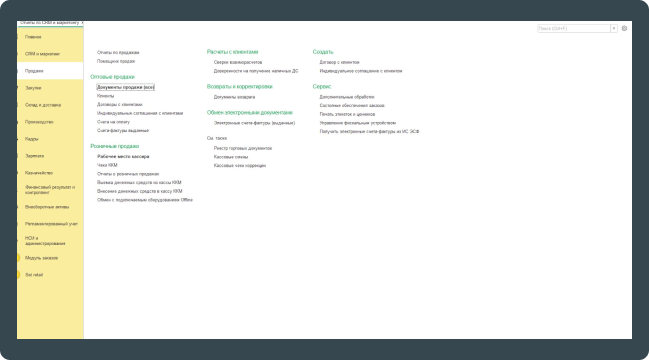 Отчеты по CRM и маркетингу
Поиск (Ctrl+F)
Главное
CRM и маркетинг
Продажи
Закупки
Склад и доставка
Производство
Кадры
Зарплата
Казначейство
Финансовый результат и
контроллинг
Внеоборотные активы
Регламентированный учет
НСИ и
администрирование
Модуль заказов
Set retail
Отчеты по продажам
Помощник продаж
Оптовые продажи
Документы продажи (все)
Клиенты
Договоры с клиентами
Индивидуальные соглашения с клиентами
Счета на оплату
Счета-фактуры выданные
Розничные продажи
Рабочее место кассира
Чеки ККМ
Отчеты о розничных продажах
Выемка денежных средств из кассы ККМ
Внесение денежных средств в кассу ККМ
Обмен с подключаемым оборудованием Offline
Расчеты с клиентами
Сверки взаиморасчетов
Доверенности на получение наличных ДС
Возвраты и корректировки
Документы возврата
Обмен электронными документами
Электронные счета-фактуры (выданные)
См. также
Реестр торговых документов
Кассовые смены
Кассовые чеки коррекции
Создать
Договор с клиентом
Индивидуальное соглашение с клиентом
Сервис
Дополнительные обработки
Состояние обеспечения заказов
Печать этикеток и ценников
Управление фискальным устройством
Получить электронные счета-фактуры из ИС ЭСФ